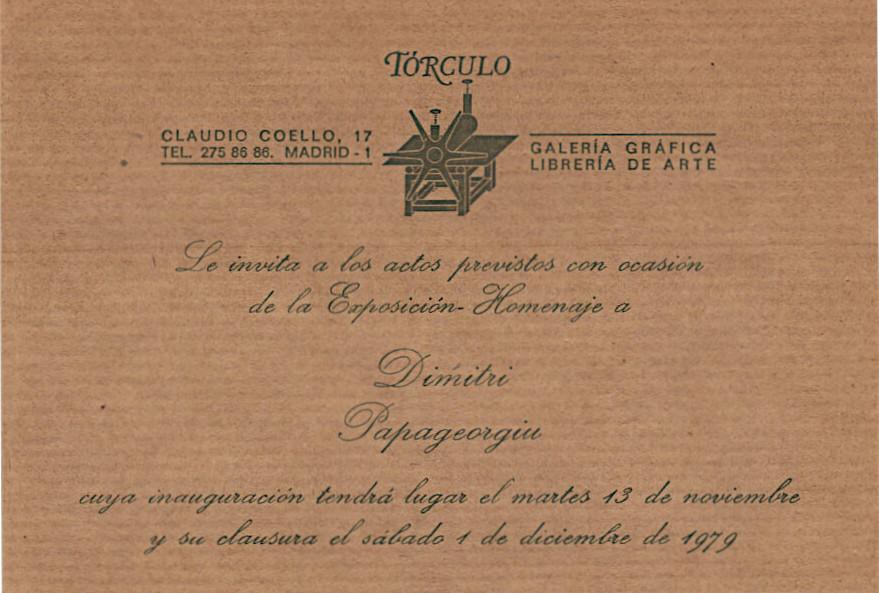 TÓRCULO
CLAUDIO COELLO, 17
TEL. 275 86 86. MADRID - 1
GALERÍA GRÁFICA
LIBRERÍA DE ARTE
Le invita a los actos previstos con ocasión
de la Exposición-Homenaje a
Dimitri
Papageorgiu
cuya inauguración tendrá lugar el martes 13 de noviembre
y su clausura el sábado 1 de diciembre de 1979